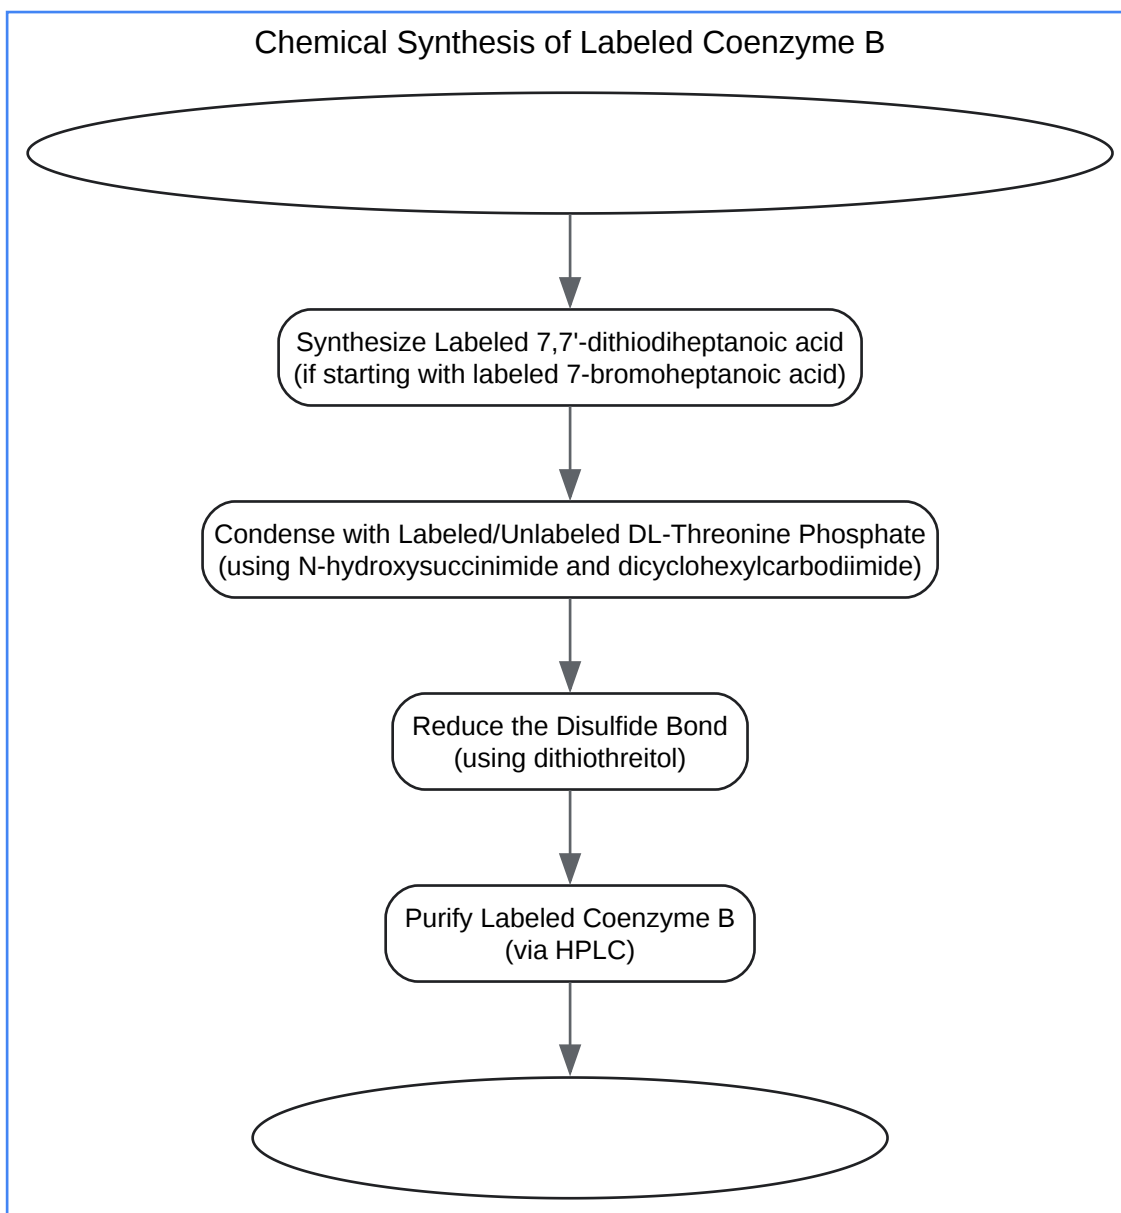 Chemical Synthesis of Labeled Coenzyme B
Synthesize Labeled 7,7'-dithiodiheptanoic acid
(if starting with labeled 7-bromoheptanoic acid)
Condense with Labeled/Unlabeled DL-Threonine Phosphate
(using N-hydroxysuccinimide and dicyclohexylcarbodiimide)
Reduce the Disulfide Bond
(using dithiothreitol)
Purify Labeled Coenzyme B
(via HPLC)